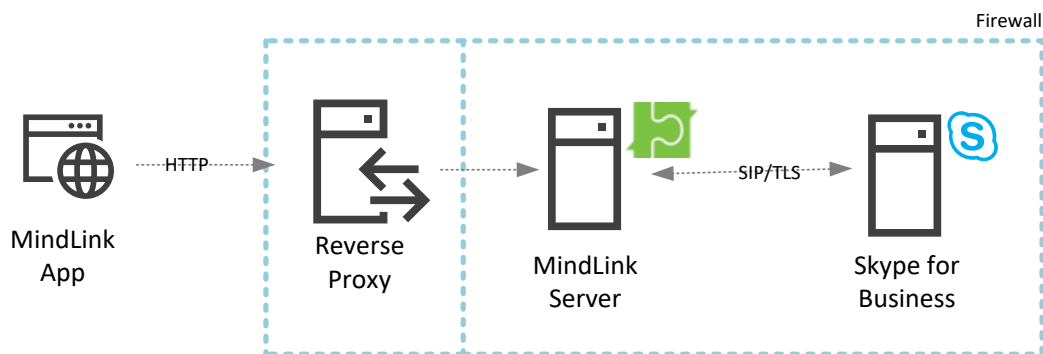 Firewall
HTTP
SIP/TLS
S
MindLink
App
Reverse
Proxy
MindLink
Server
Skype for
Business